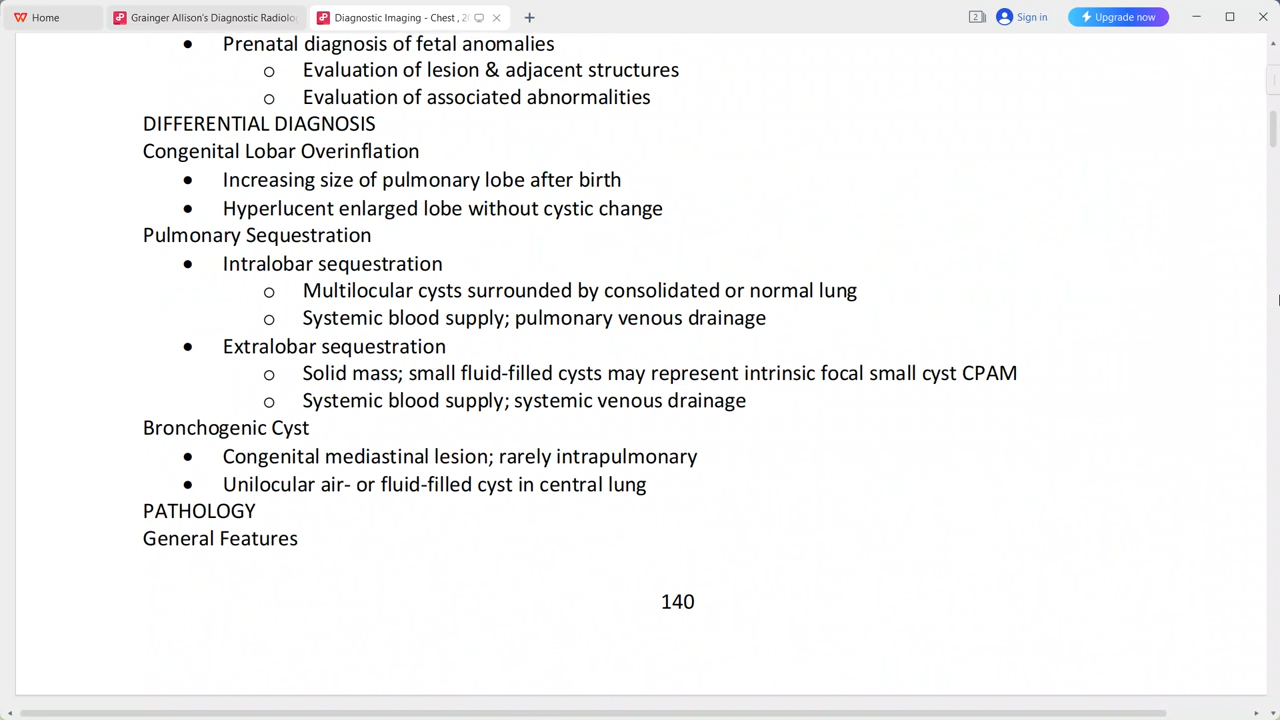 Home
Grainger Allison's Diagnostic Radiolo
Diagnostic Imaging - Chest , 2
2
Sign in
Upgrade now
• Prenatal diagnosis of fetal anomalies
o Evaluation of lesion & adjacent structures
o Evaluation of associated abnormalities
DIFFERENTIAL DIAGNOSIS
Congenital Lobar Overinflation
• Increasing size of pulmonary lobe after birth
• Hyperlucent enlarged lobe without cystic change
Pulmonary Sequestration
• Intralobar sequestration
o Multilocular cysts surrounded by consolidated or normal lung
o Systemic blood supply; pulmonary venous drainage
• Extralobar sequestration
o Solid mass; small fluid-filled cysts may represent intrinsic focal small cyst CPAM
o Systemic blood supply; systemic venous drainage
Bronchogenic Cyst
• Congenital mediastinal lesion; rarely intrapulmonary
• Unilocular air- or fluid-filled cyst in central lung
PATHOLOGY
General Features
140